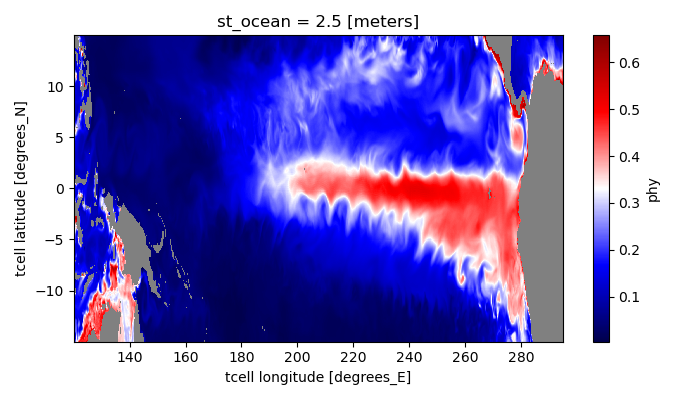 st_ocean = 2.5 [meters]
10
5
0
−5
−10
tcell latitude [degrees_N]
140 160 180 200 220 240 260 280
tcell longitude [degrees_E]
0.6
0.5
0.4
0.3
0.2
0.1
phy